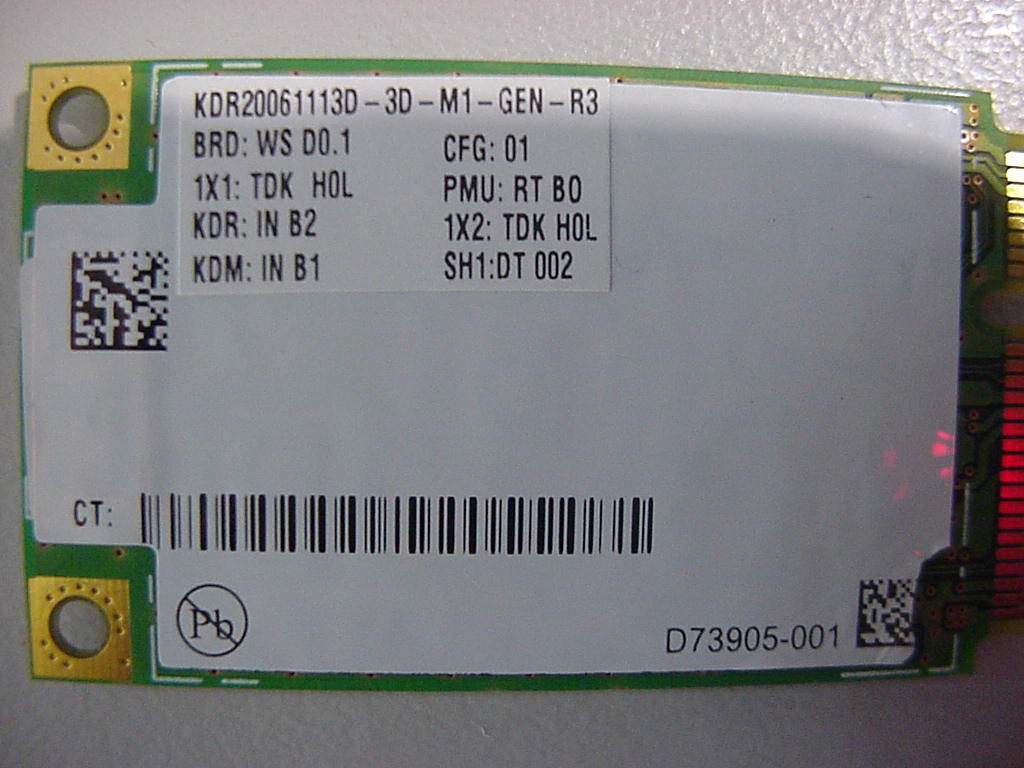 KDR20061113D-3D-M1-GEN-R3
BRD: WS D0.1 CFG: 01
1X1: TDK H0L PMU: RT B0
KDR: IN B2 1X2: TDK H0L
KDM: IN B1 SH1:DT 002
CT:
Pb
D73905-001